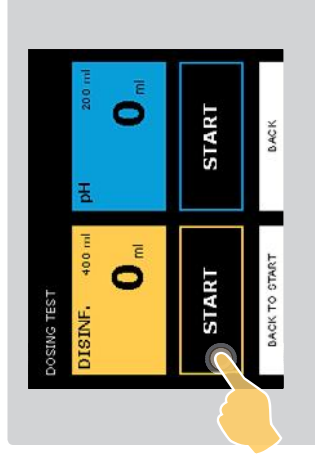 DOSING TEST
DISINF. 400 ml
0 ml
pH 200 ml
0 ml
START
START
BACK TO START
BACK